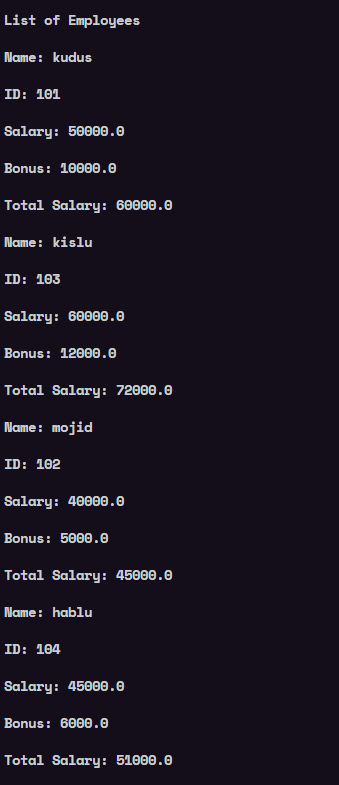 List of Employees
Name: kudus
ID: 101
Salary: 50000.0
Bonus: 10000.0
Total Salary: 60000.0
Name: kislu
ID: 103
Salary: 60000.0
Bonus: 12000.0
Total Salary: 72000.0
Name: mojid
ID: 102
Salary: 40000.0
Bonus: 5000.0
Total Salary: 45000.0
Name: hablu
ID: 104
Salary: 45000.0
Bonus: 6000.0
Total Salary: 51000.0